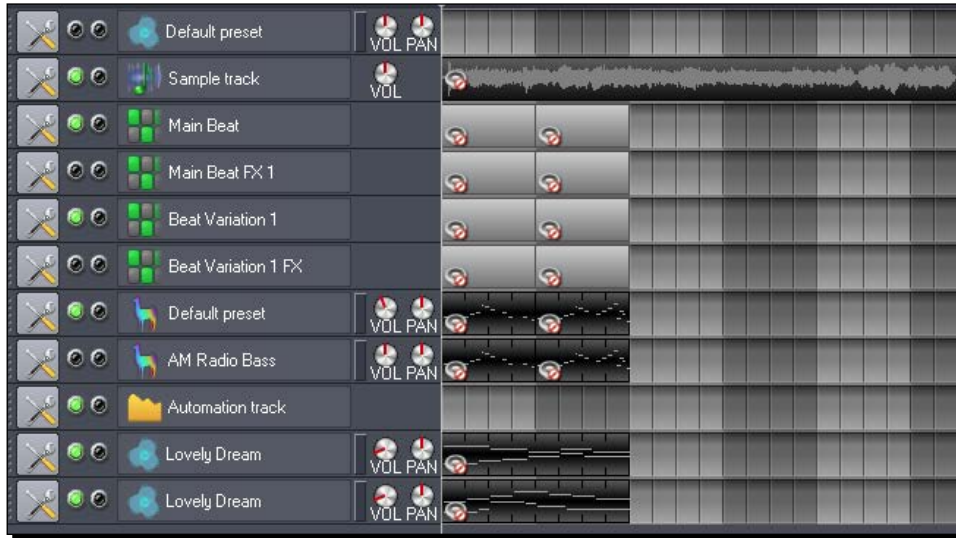 Default preset VOL PAN
Sample track VOL
Main Beat
Main Beat FX 1
Beat Variation 1
Beat Variation 1 FX
Default preset VOL PAN
AM Radio Bass VOL PAN
Automation track
Lovely Dream VOL PAN
Lovely Dream VOL PAN